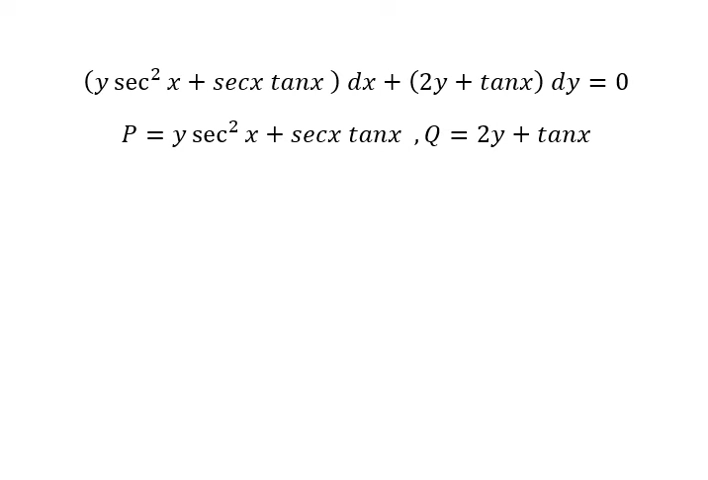 (y sec² x + secx tanx ) dx + (2y + tanx) dy = 0
P = y sec² x + secx tanx , Q = 2y + tanx